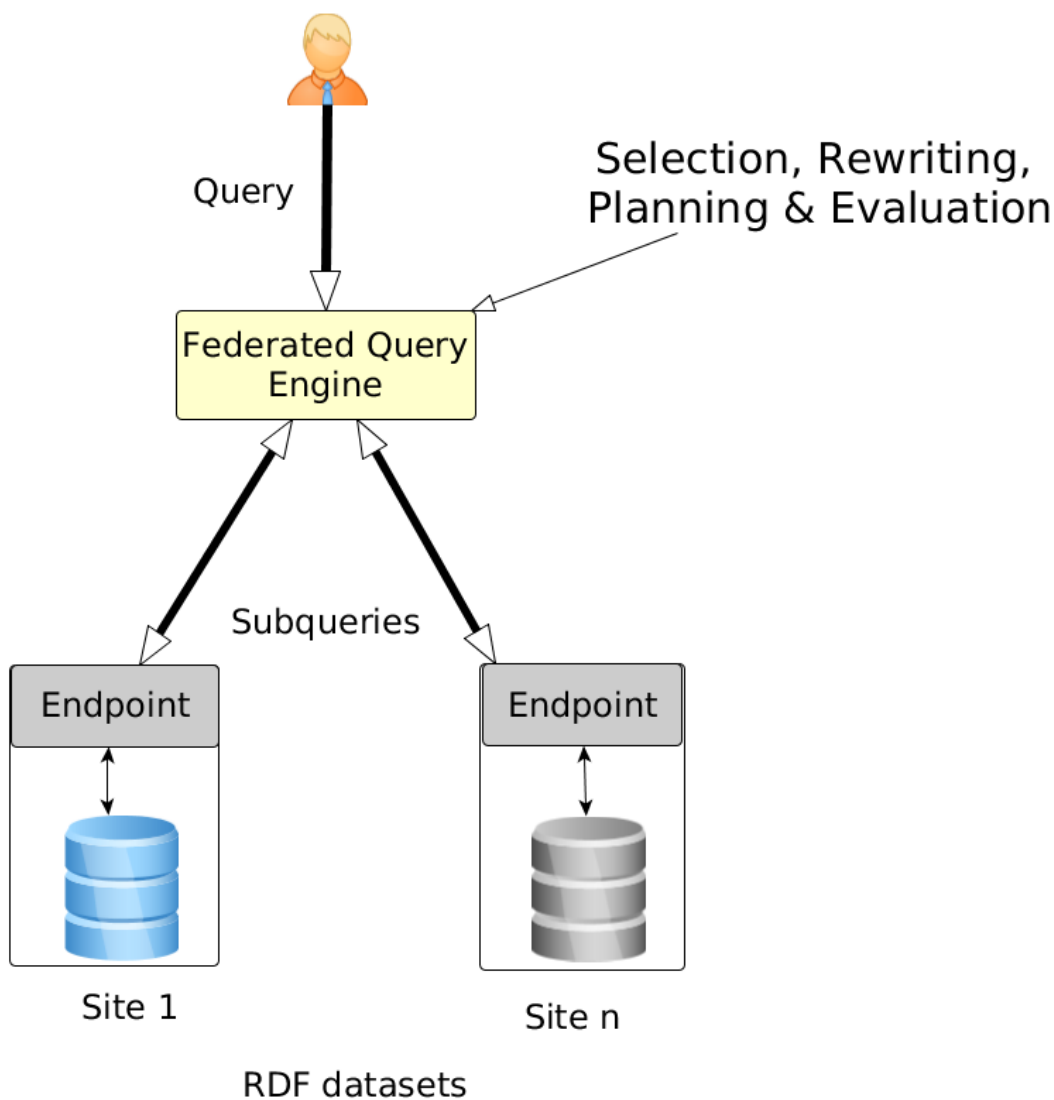 Query
Selection, Rewriting,
Planning & Evaluation
Federated Query
Engine
Subqueries
Endpoint
Endpoint
Site 1
Site n
RDF datasets